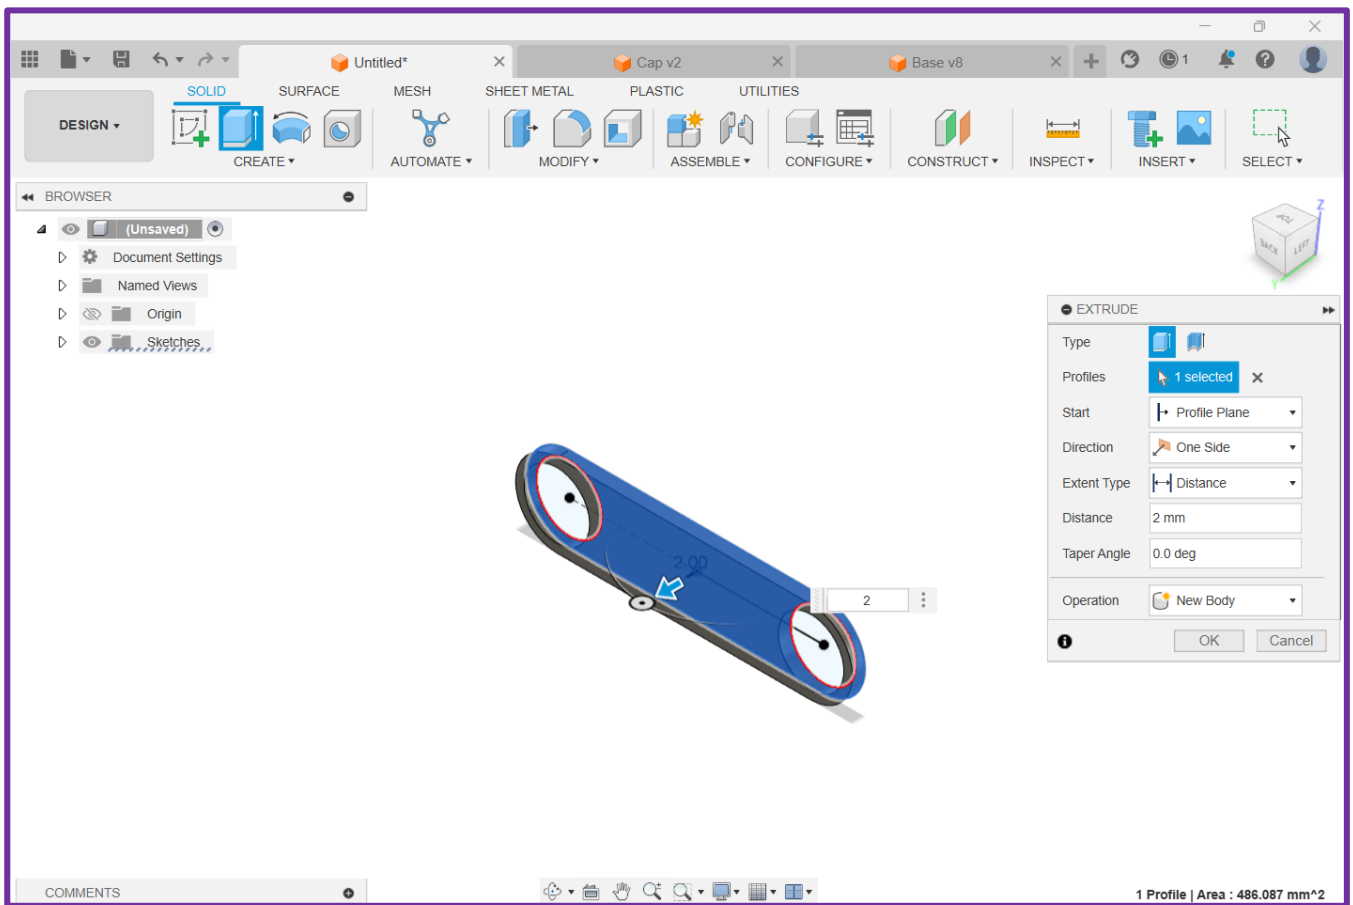 Untitled*
Cap v2
Base v8
1
SOLID
SURFACE
MESH
SHEET METAL
PLASTIC
UTILITIES
DESIGN
CREATE
AUTOMATE
MODIFY
ASSEMBLE
CONFIGURE
CONSTRUCT
INSPECT
INSERT
SELECT
BROWSER
(Unsaved)
Document Settings
Named Views
Origin
Sketches
Z
TOP
BACK
LEFT
Y
EXTRUDE
Type
Profiles
1 selected
Start
Profile Plane
Direction
One Side
Extent Type
Distance
Distance
2 mm
Taper Angle
0.0 deg
Operation
New Body
OK
Cancel
2.00
2
COMMENTS
1 Profile | Area : 486.087 mm^2